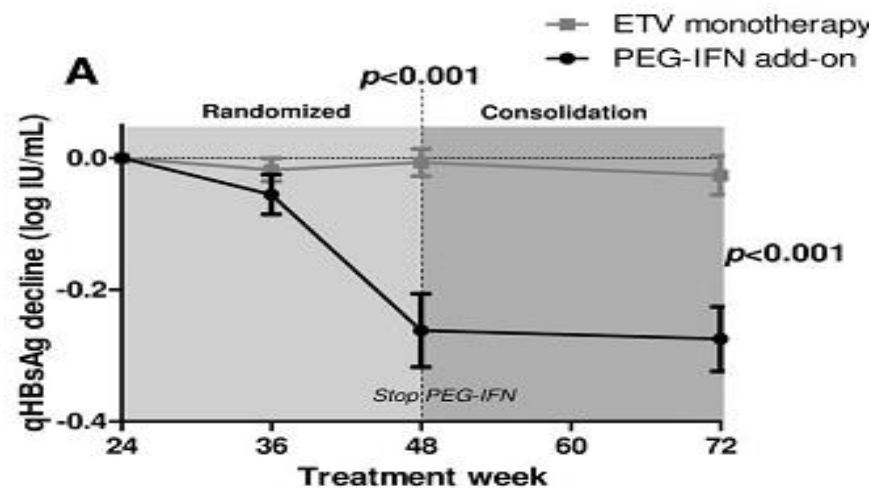 ETV monotherapy
PEG-IFN add-on
A
p<0.001
Randomized
Consolidation
qHBsAg decline (log IU/mL)
0.0
-0.2
-0.4
p<0.001
Stop PEG-IFN
24 36 48 60 72
Treatment week